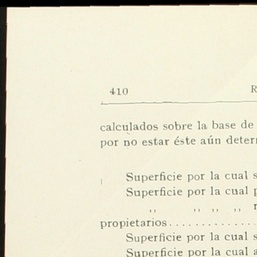 410 R
calculados sobre la base de
por no estar éste aún deter
Superficie por la cual s
Superficie por la cual p
,, ,, ,, ,, r
propietarios. . . . . . . . . . . . .
Superficie por la cual s
Superficie por la cual a